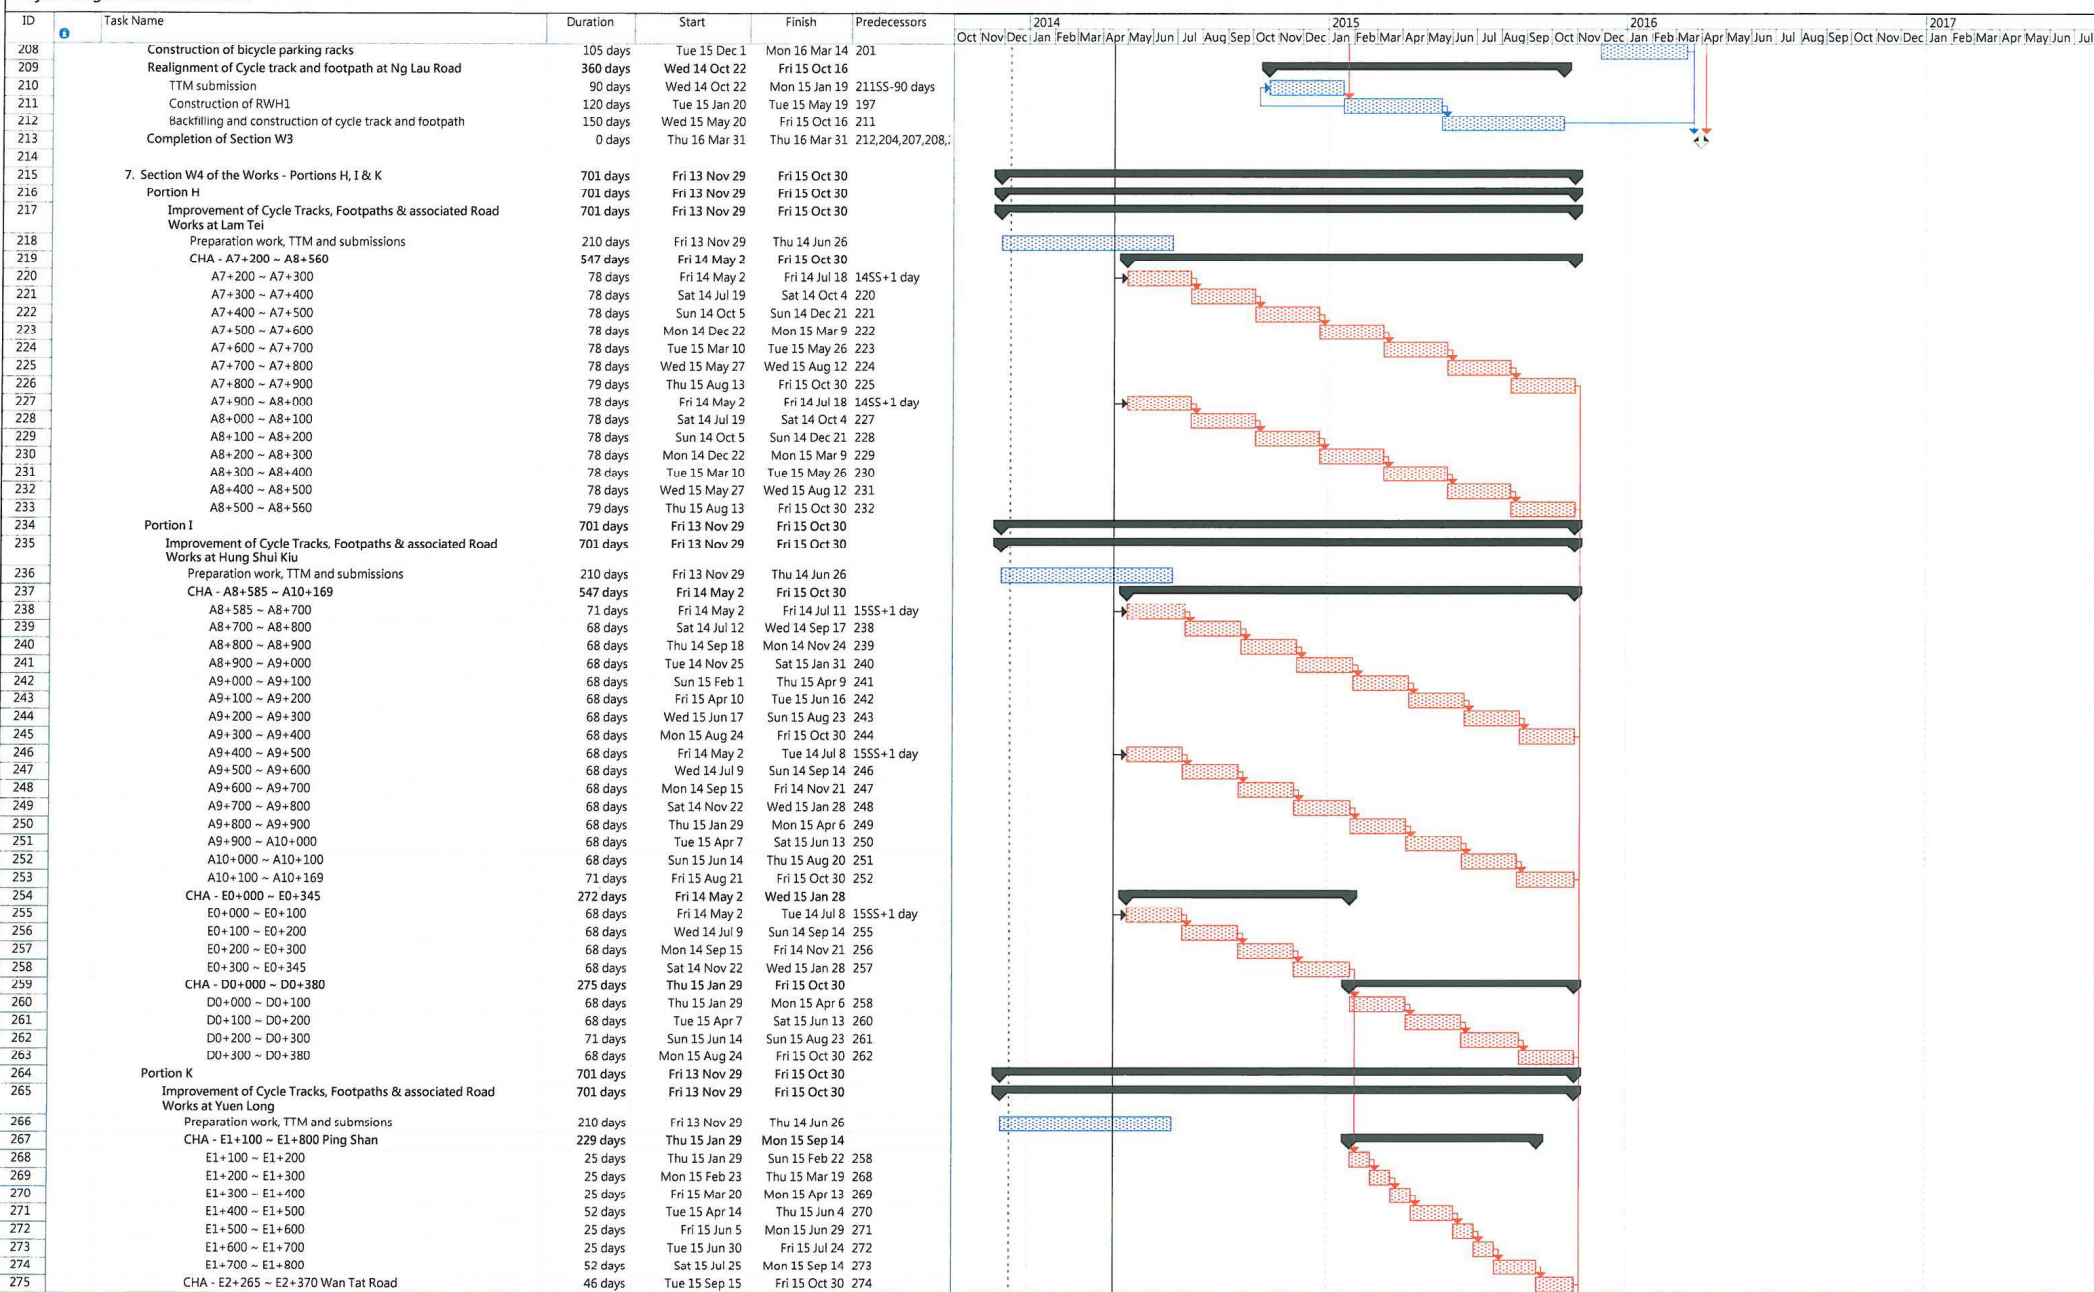 ID Task Name Duration Start Finish Predecessors 2014 2015 2016 2017
Oct Nov Dec Jan Feb Mar Apr May Jun Jul Aug Sep Oct Nov Dec Jan Feb Mar Apr May Jun Jul Aug Sep Oct Nov Dec Jan Feb Mar Apr May Jun Jul Aug Sep Oct Nov Dec Jan Feb Mar Apr May Jun Jul
208 Construction of bicycle parking racks 105 days Tue 15 Dec 1 Mon 16 Mar 14 201
209 Realignment of Cycle track and footpath at Ng Lau Road 360 days Wed 14 Oct 22 Fri 15 Oct 16
210 TTM submission 90 days Wed 14 Oct 22 Mon 15 Jan 19 211SS-90 days
211 Construction of RWH1 120 days Tue 15 Jan 20 Tue 15 May 19 197
212 Backfilling and construction of cycle track and footpath 150 days Wed 15 May 20 Fri 15 Oct 16 211
213 Completion of Section W3 0 days Thu 16 Mar 31 Thu 16 Mar 31 212,204,207,208,
214
215 7. Section W4 of the Works - Portions H, I & K 701 days Fri 13 Nov 29 Fri 15 Oct 30
216 Portion H 701 days Fri 13 Nov 29 Fri 15 Oct 30
217 Improvement of Cycle Tracks, Footpaths & associated Road 701 days Fri 13 Nov 29 Fri 15 Oct 30
Works at Lam Tei
218 Preparation work, TTM and submissions 210 days Fri 13 Nov 29 Thu 14 Jun 26
219 CHA - A7+200 ~ A8+560 547 days Fri 14 May 2 Fri 15 Oct 30
220 A7+200 ~ A7+300 78 days Fri 14 May 2 Fri 14 Jul 18 14SS+1 day
221 A7+300 ~ A7+400 78 days Sat 14 Jul 19 Sat 14 Oct 4 220
222 A7+400 ~ A7+500 78 days Sun 14 Oct 5 Sun 14 Dec 21 221
223 A7+500 ~ A7+600 78 days Mon 14 Dec 22 Mon 15 Mar 9 222
224 A7+600 ~ A7+700 78 days Tue 15 Mar 10 Tue 15 May 26 223
225 A7+700 ~ A7+800 78 days Wed 15 May 27 Wed 15 Aug 12 224
226 A7+800 ~ A7+900 79 days Thu 15 Aug 13 Fri 15 Oct 30 225
227 A7+900 ~ A8+000 78 days Fri 14 May 2 Fri 14 Jul 18 14SS+1 day
228 A8+000 ~ A8+100 78 days Sat 14 Jul 19 Sat 14 Oct 4 227
229 A8+100 ~ A8+200 78 days Sun 14 Oct 5 Sun 14 Dec 21 228
230 A8+200 ~ A8+300 78 days Mon 14 Dec 22 Mon 15 Mar 9 229
231 A8+300 ~ A8+400 78 days Tue 15 Mar 10 Tue 15 May 26 230
232 A8+400 ~ A8+500 78 days Wed 15 May 27 Wed 15 Aug 12 231
233 A8+500 ~ A8+560 79 days Thu 15 Aug 13 Fri 15 Oct 30 232
234 Portion I 701 days Fri 13 Nov 29 Fri 15 Oct 30
235 Improvement of Cycle Tracks, Footpaths & associated Road 701 days Fri 13 Nov 29 Fri 15 Oct 30
Works at Hung Shui Kiu
236 Preparation work, TTM and submissions 210 days Fri 13 Nov 29 Thu 14 Jun 26
237 CHA - A8+585 ~ A10+169 547 days Fri 14 May 2 Fri 15 Oct 30
238 A8+585 ~ A8+700 71 days Fri 14 May 2 Fri 14 Jul 11 15SS+1 day
239 A8+700 ~ A8+800 68 days Sat 14 Jul 12 Wed 14 Sep 17 238
240 A8+800 ~ A8+900 68 days Thu 14 Sep 18 Mon 14 Nov 24 239
241 A8+900 ~ A9+000 68 days Tue 14 Nov 25 Sat 15 Jan 31 240
242 A9+000 ~ A9+100 68 days Sun 15 Feb 1 Thu 15 Apr 9 241
243 A9+100 ~ A9+200 68 days Fri 15 Apr 10 Tue 15 Jun 16 242
244 A9+200 ~ A9+300 68 days Wed 15 Jun 17 Sun 15 Aug 23 243
245 A9+300 ~ A9+400 68 days Mon 15 Aug 24 Fri 15 Oct 30 244
246 A9+400 ~ A9+500 68 days Fri 14 May 2 Tue 14 Jul 8 15SS+1 day
247 A9+500 ~ A9+600 68 days Wed 14 Jul 9 Sun 14 Sep 14 246
248 A9+600 ~ A9+700 68 days Mon 14 Sep 15 Fri 14 Nov 21 247
249 A9+700 ~ A9+800 68 days Sat 14 Nov 22 Wed 15 Jan 28 248
250 A9+800 ~ A9+900 68 days Thu 15 Jan 29 Mon 15 Apr 6 249
251 A9+900 ~ A10+000 68 days Tue 15 Apr 7 Sat 15 Jun 13 250
252 A10+000 ~ A10+100 68 days Sun 15 Jun 14 Thu 15 Aug 20 251
253 A10+100 ~ A10+169 71 days Fri 15 Aug 21 Fri 15 Oct 30 252
254 CHA - E0+000 ~ E0+345 272 days Fri 14 May 2 Wed 15 Jan 28
255 E0+000 ~ E0+100 68 days Fri 14 May 2 Tue 14 Jul 8 15SS+1 day
256 E0+100 ~ E0+200 68 days Wed 14 Jul 9 Sun 14 Sep 14 255
257 E0+200 ~ E0+300 68 days Mon 14 Sep 15 Fri 14 Nov 21 256
258 E0+300 ~ E0+345 68 days Sat 14 Nov 22 Wed 15 Jan 28 257
259 CHA - D0+000 ~ D0+380 275 days Thu 15 Jan 29 Fri 15 Oct 30
260 D0+000 ~ D0+100 68 days Thu 15 Jan 29 Mon 15 Apr 6 258
261 D0+100 ~ D0+200 68 days Tue 15 Apr 7 Sat 15 Jun 13 260
262 D0+200 ~ D0+300 71 days Sun 15 Jun 14 Sun 15 Aug 23 261
263 D0+300 ~ D0+380 68 days Mon 15 Aug 24 Fri 15 Oct 30 262
264 Portion K 701 days Fri 13 Nov 29 Fri 15 Oct 30
265 Improvement of Cycle Tracks, Footpaths & associated Road 701 days Fri 13 Nov 29 Fri 15 Oct 30
Works at Yuen Long
266 Preparation work, TTM and submsions 210 days Fri 13 Nov 29 Thu 14 Jun 26
267 CHA - E1+100 ~ E1+800 Ping Shan 229 days Thu 15 Jan 29 Mon 15 Sep 14
268 E1+100 ~ E1+200 25 days Thu 15 Jan 29 Sun 15 Feb 22 258
269 E1+200 ~ E1+300 25 days Mon 15 Feb 23 Thu 15 Mar 19 268
270 E1+300 ~ E1+400 25 days Fri 15 Mar 20 Mon 15 Apr 13 269
271 E1+400 ~ E1+500 52 days Tue 15 Apr 14 Thu 15 Jun 4 270
272 E1+500 ~ E1+600 25 days Fri 15 Jun 5 Mon 15 Jun 29 271
273 E1+600 ~ E1+700 25 days Tue 15 Jun 30 Fri 15 Jul 24 272
274 E1+700 ~ E1+800 52 days Sat 15 Jul 25 Mon 15 Sep 14 273
275 CHA - E2+265 ~ E2+370 Wan Tat Road 46 days Tue 15 Sep 15 Fri 15 Oct 30 274